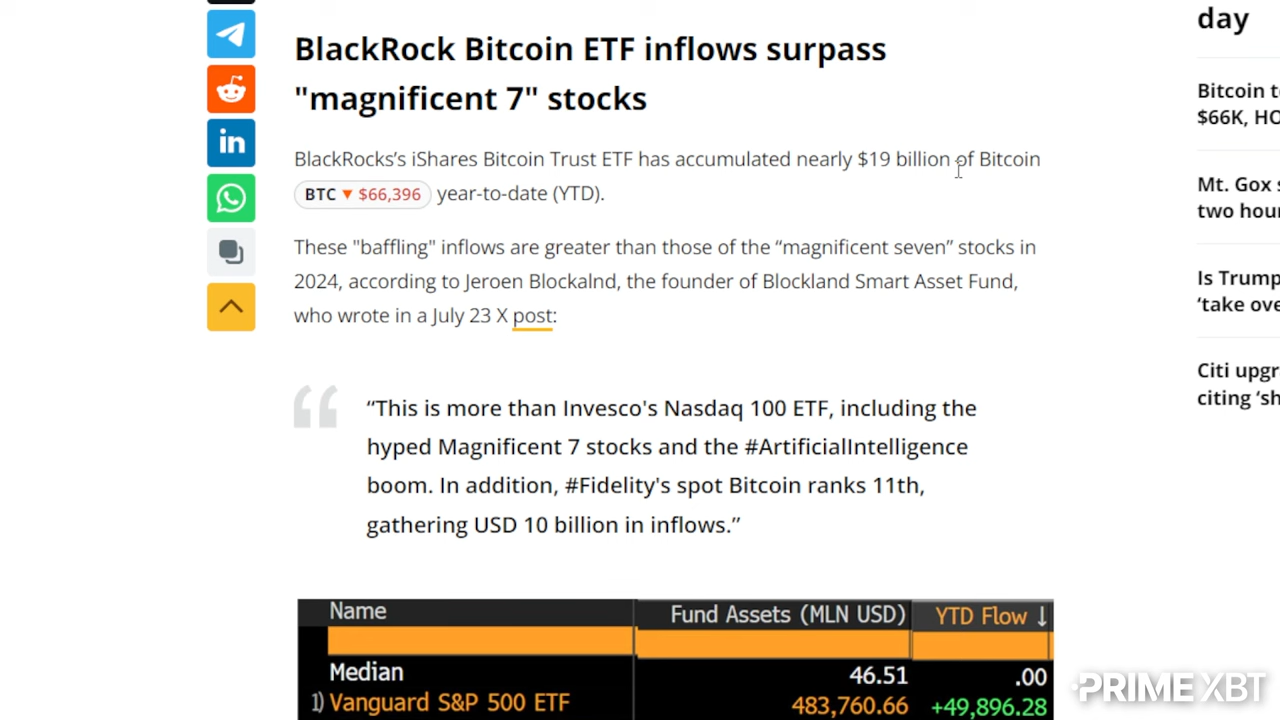 day
BlackRock Bitcoin ETF inflows surpass
"magnificent 7" stocks
BlackRocks’s iShares Bitcoin Trust ETF has accumulated nearly $19 billion of Bitcoin
BTC ▼ $66,396 year-to-date (YTD).
These "baffling" inflows are greater than those of the “magnificent seven” stocks in
2024, according to Jeroen Blockalnd, the founder of Blockland Smart Asset Fund,
who wrote in a July 23 X post:
“This is more than Invesco's Nasdaq 100 ETF, including the
hyped Magnificent 7 stocks and the #ArtificialIntelligence
boom. In addition, #Fidelity's spot Bitcoin ranks 11th,
gathering USD 10 billion in inflows.”
Name Fund Assets (MLN USD) YTD Flow ↓
Median 46.51 .00
1) Vanguard S&P 500 ETF 483,760.66 +49,896.28
in
Bitcoin
$66K,
Mt. Gox
two
Is Trump
‘take
Citi
citing
PRIME XBT